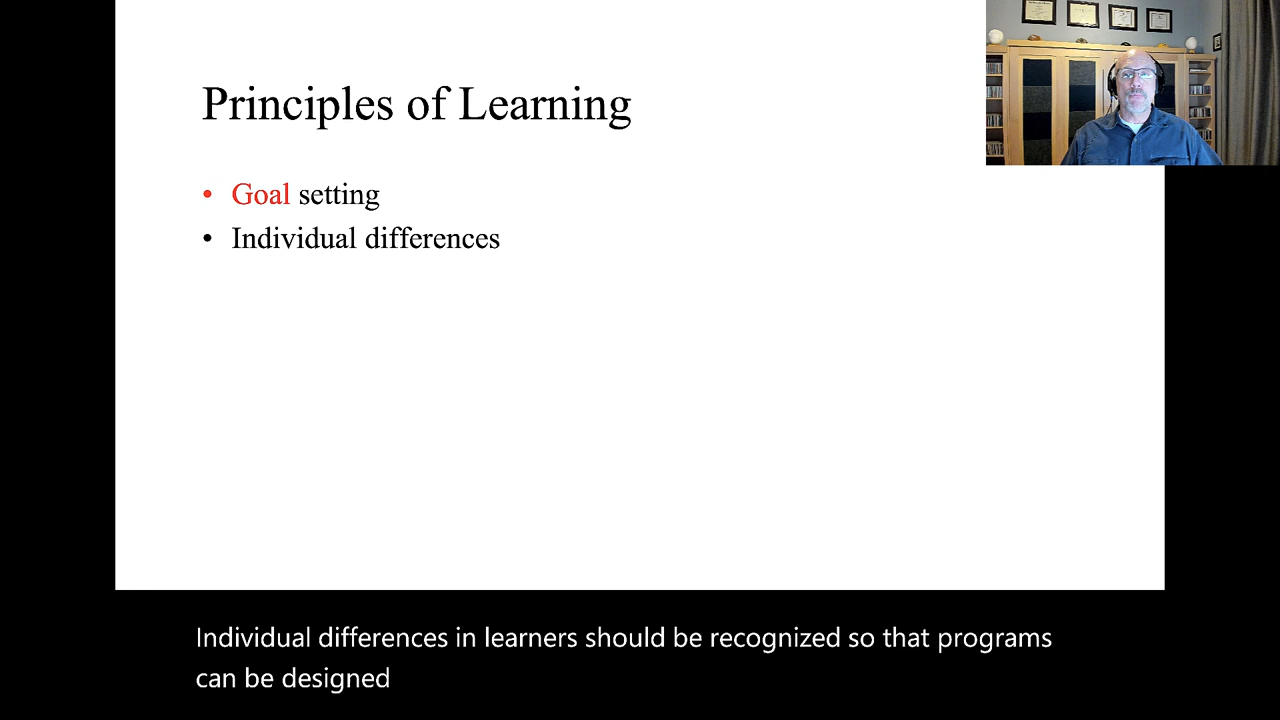 Principles of Learning
• Goal setting
• Individual differences
Individual differences in learners should be recognized so that programs
can be designed